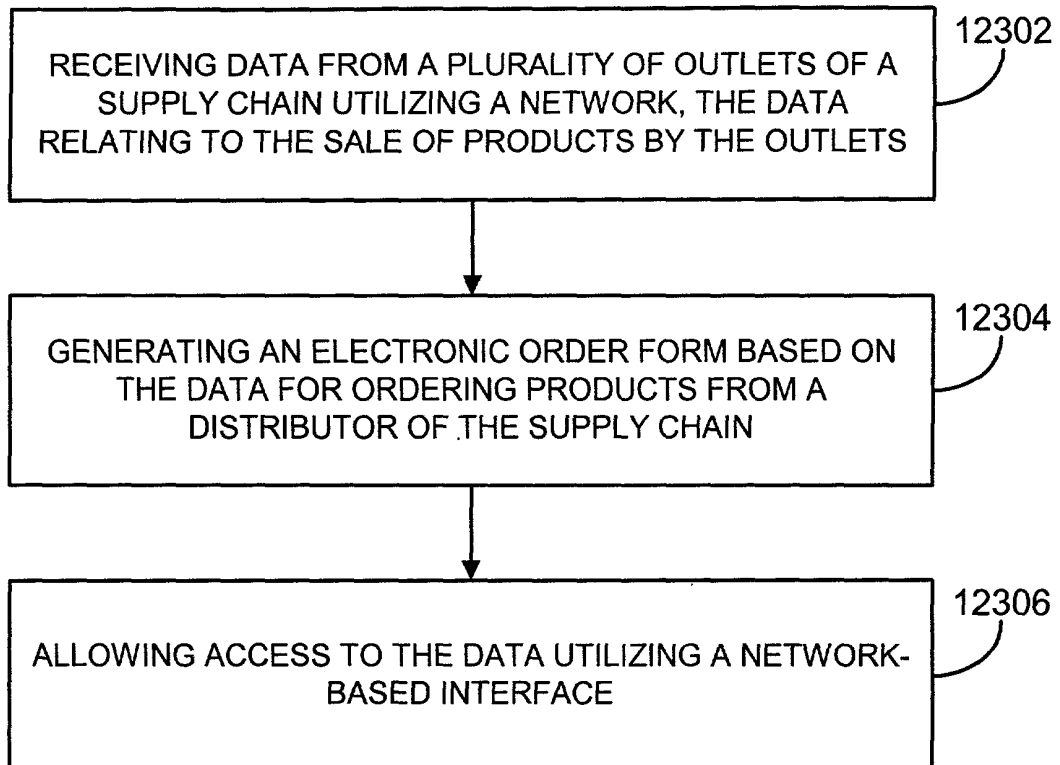 12302
RECEIVING DATA FROM A PLURALITY OF OUTLETS OF A
SUPPLY CHAIN UTILIZING A NETWORK, THE DATA
RELATING TO THE SALE OF PRODUCTS BY THE OUTLETS
12304
GENERATING AN ELECTRONIC ORDER FORM BASED ON
THE DATA FOR ORDERING PRODUCTS FROM A
DISTRIBUTOR OF THE SUPPLY CHAIN
12306
ALLOWING ACCESS TO THE DATA UTILIZING A NETWORK-
BASED INTERFACE